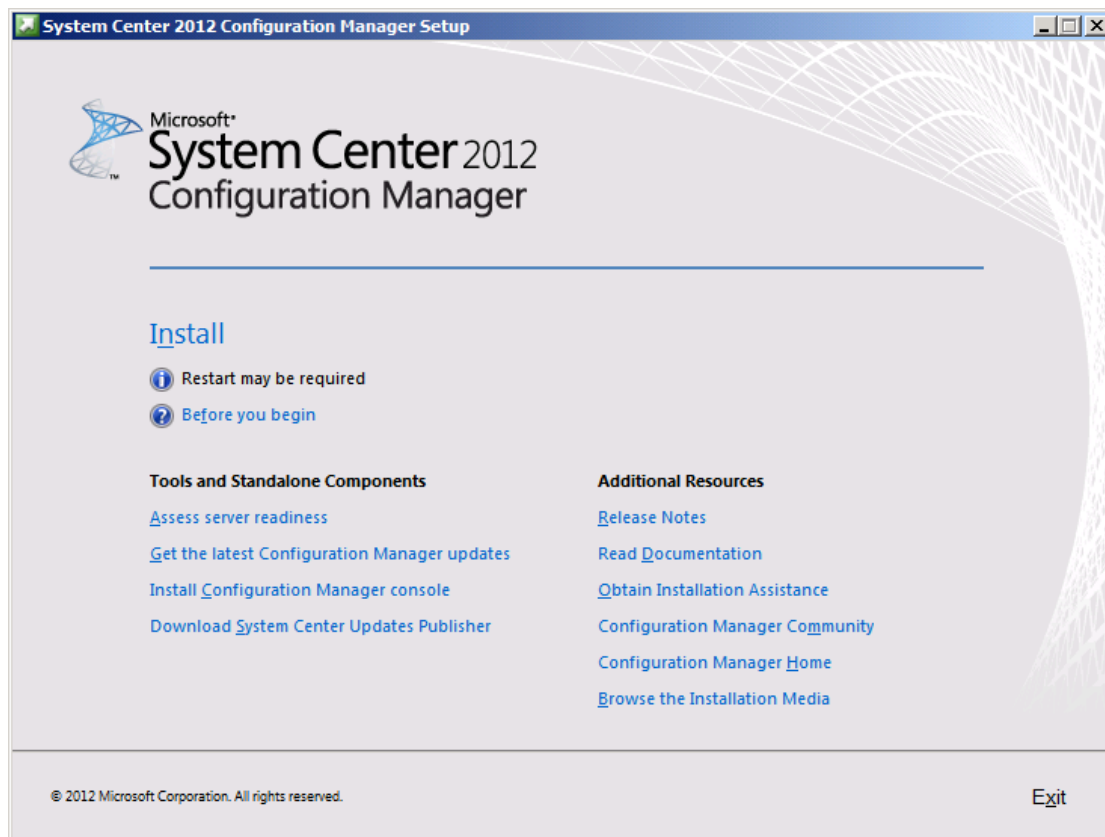 System Center 2012 Configuration Manager Setup
Microsoft®
System Center 2012
™
Configuration Manager
Install
Restart may be required
Before you begin
Tools and Standalone Components
Assess server readiness
Get the latest Configuration Manager updates
Install Configuration Manager console
Download System Center Updates Publisher
Additional Resources
Release Notes
Read Documentation
Obtain Installation Assistance
Configuration Manager Community
Configuration Manager Home
Browse the Installation Media
© 2012 Microsoft Corporation. All rights reserved.
Exit